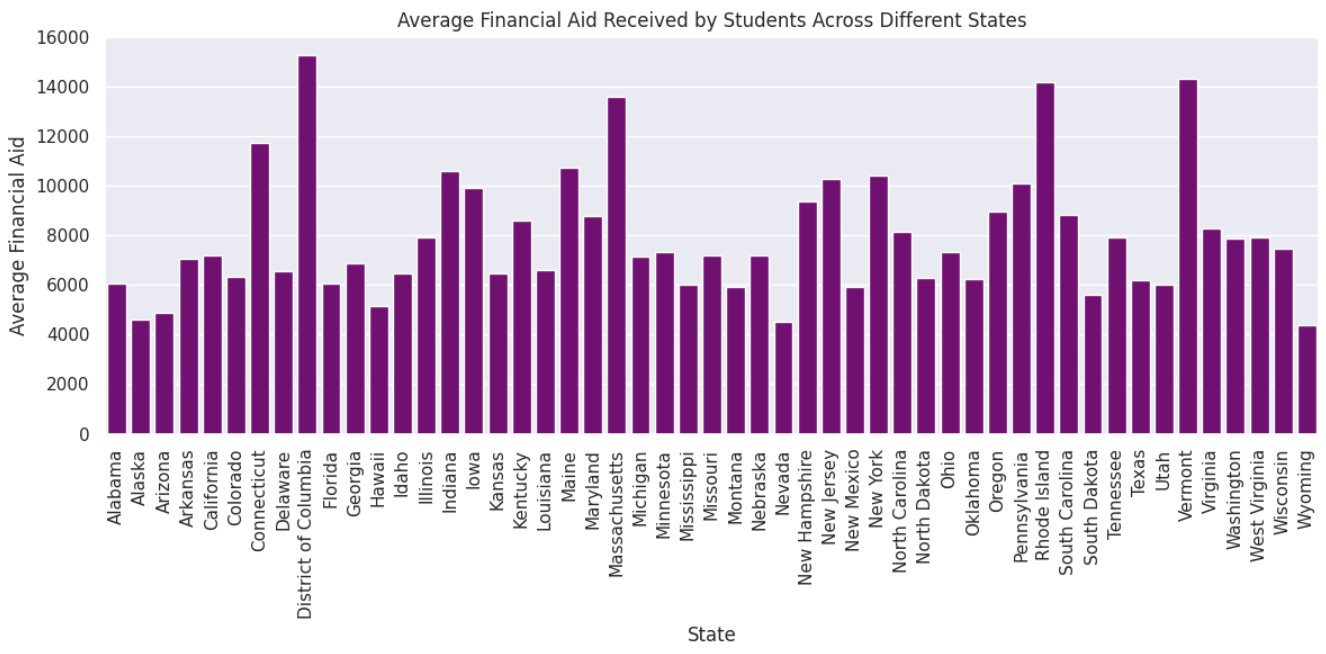 Average Financial Aid Received by Students Across Different States
Average Financial Aid
16000
14000
12000
10000
8000
6000
4000
2000
0
Alabama
Alaska
Arizona
Arkansas
California
Colorado
Connecticut
Delaware
District of Columbia
Florida
Georgia
Hawaii
Idaho
Illinois
Indiana
Iowa
Kansas
Kentucky
Louisiana
Maine
Maryland
Massachusetts
Michigan
Minnesota
Mississippi
Missouri
Montana
Nebraska
Nevada
New Hampshire
New Jersey
New Mexico
New York
North Carolina
North Dakota
Ohio
Oklahoma
Oregon
Pennsylvania
Rhode Island
South Carolina
South Dakota
Tennessee
Texas
Utah
Vermont
Virginia
Washington
West Virginia
Wisconsin
Wyoming
State